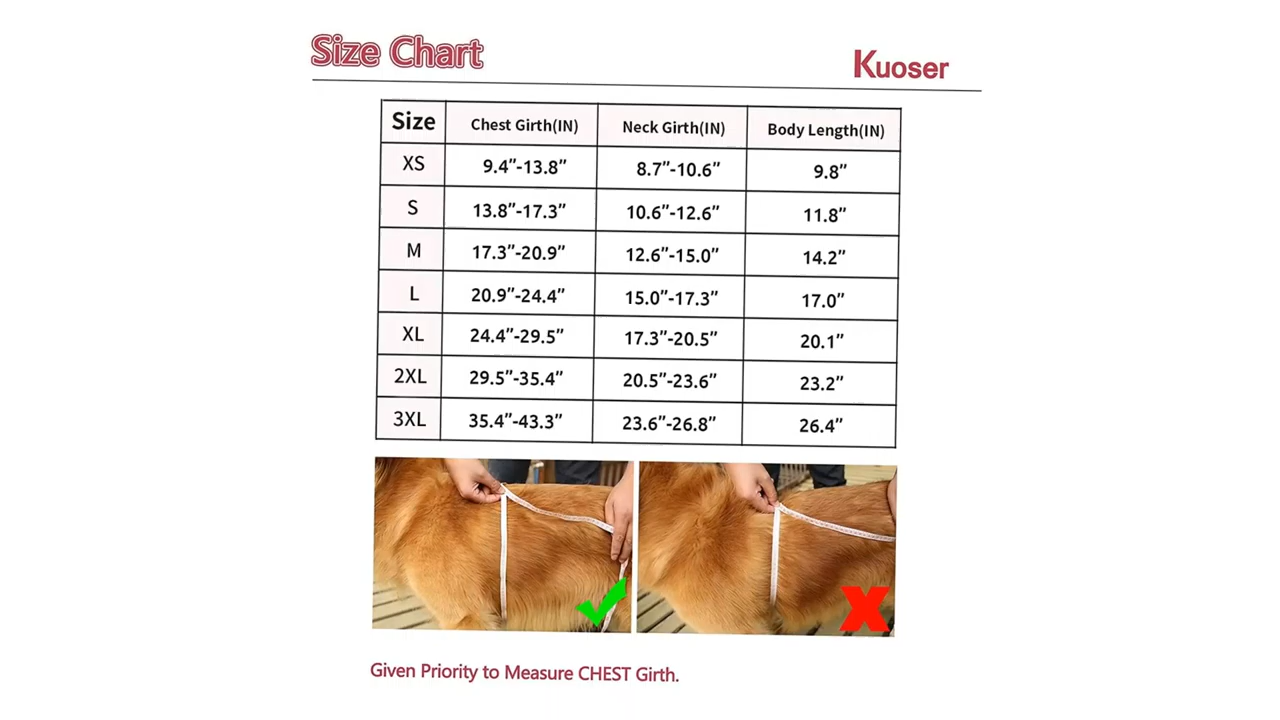 Size Chart
Kuoser
Size Chest Girth(IN) Neck Girth(IN) Body Length(IN)
XS 9.4”-13.8” 8.7”-10.6” 9.8”
S 13.8”-17.3” 10.6”-12.6” 11.8”
M 17.3”-20.9” 12.6”-15.0” 14.2”
L 20.9”-24.4” 15.0”-17.3” 17.0”
XL 24.4”-29.5” 17.3”-20.5” 20.1”
2XL 29.5”-35.4” 20.5”-23.6” 23.2”
3XL 35.4”-43.3” 23.6”-26.8” 26.4”
Given Priority to Measure CHEST Girth.